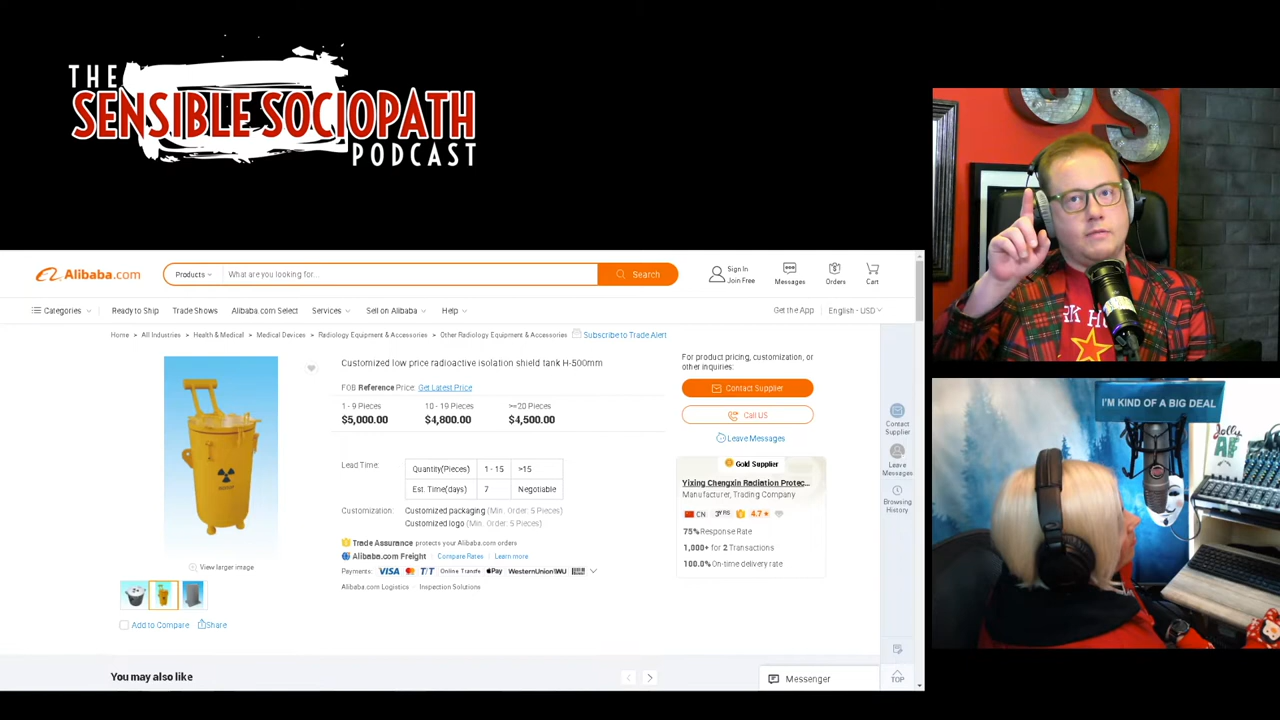 THE
SENSIBLE SOCIOPATH
PODCAST
Alibaba.com
Products
What are you looking for...
Search
Sign In
Join Free
Messages
Orders
Cart
Categories
Ready to Ship
Trade Shows
Alibaba.com Select
Services
Sell on Alibaba
Help
Get the App
English - USD
Home
All Industries
Health & Medical
Medical Devices
Radiology Equipment & Accessories
Other Radiology Equipment & Accessories
Subscribe to Trade Alert
Customized low price radioactive isolation shield tank H-500mm
FOB Reference Price: Get Latest Price
1 - 9 Pieces 10 - 19 Pieces >=20 Pieces
$5,000.00 $4,800.00 $4,500.00
Lead Time:
Quantity(Pieces) 1 - 15 >15
Est. Time(days) 7 Negotiable
Customization: Customized packaging (Min. Order: 5 Pieces)
Customized logo (Min. Order: 5 Pieces)
Trade Assurance protects your Alibaba.com orders
Alibaba.com Freight Compare Rates Learn more
Payments: VISA T/T Online Transfe Pay WesternUnion WU
Alibaba.com Logistics Inspection Solutions
View larger image
Add to Compare Share
For product pricing, customization, or
other inquiries:
Contact Supplier
Call US
Leave Messages
Gold Supplier
Yixing Chengxin Radiation Protec...
Manufacturer, Trading Company
CN 3YRS 4.7
75% Response Rate
1,000+ for 2 Transactions
100.0% On-time delivery rate
Contact
Supplier
Leave
Messages
Browsing
History
TOP
You may also like
Messenger
OS
I'M KIND OF A BIG DEAL
Jolly
AF